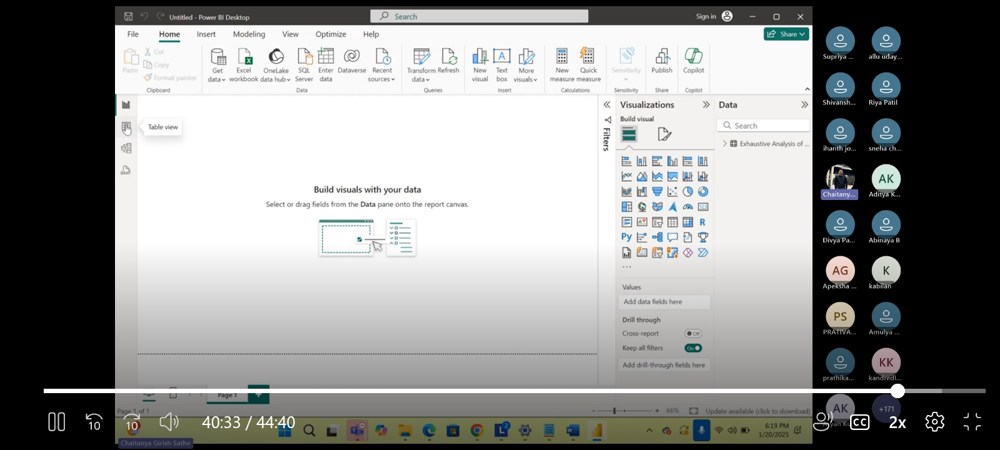 Untitled - Power BI Desktop
Search
Sign in
File Home Insert Modeling View Optimize Help
Share
Paste
Cut
Copy
Format painter
Get data
Excel workbook
OneLake data hub
SQL Server
Enter data
Dataverse
Recent sources
Transform data
Refresh
New visual
Text box
More visuals
New measure
Quick measure
Sensitivity
Publish
Copilot
Clipboard
Data
Queries
Insert
Calculations
Sensitivity
Share
Copilot
Table view
Build visuals with your data
Select or drag fields from the Data pane onto the report canvas.
Filters
Visualizations
Build visual
R
Py
...
Values
Add data fields here
Drill through
Cross-report
Off
Keep all filters
On
Add drill-through fields here
Data
Search
Exhaustive Analysis of ...
Page 1
Page 1 of 1
66%
Update available (click to download)
6:19 PM
1/20/2025
Chaitanya Girish Sathe
10
10
40:33 / 44:40
CC
2x
Supriya ...
allu uday...
Shivansh...
Riya Patil
ihanth jo...
sneha ch...
Chaitany...
AK
Aditya K...
Divya Pa...
Abinaya B
AG
Apeksha ...
K
kabilan
PS
PRATIVA...
Amulya ...
prathika...
KK
kandredl...
AK
+171